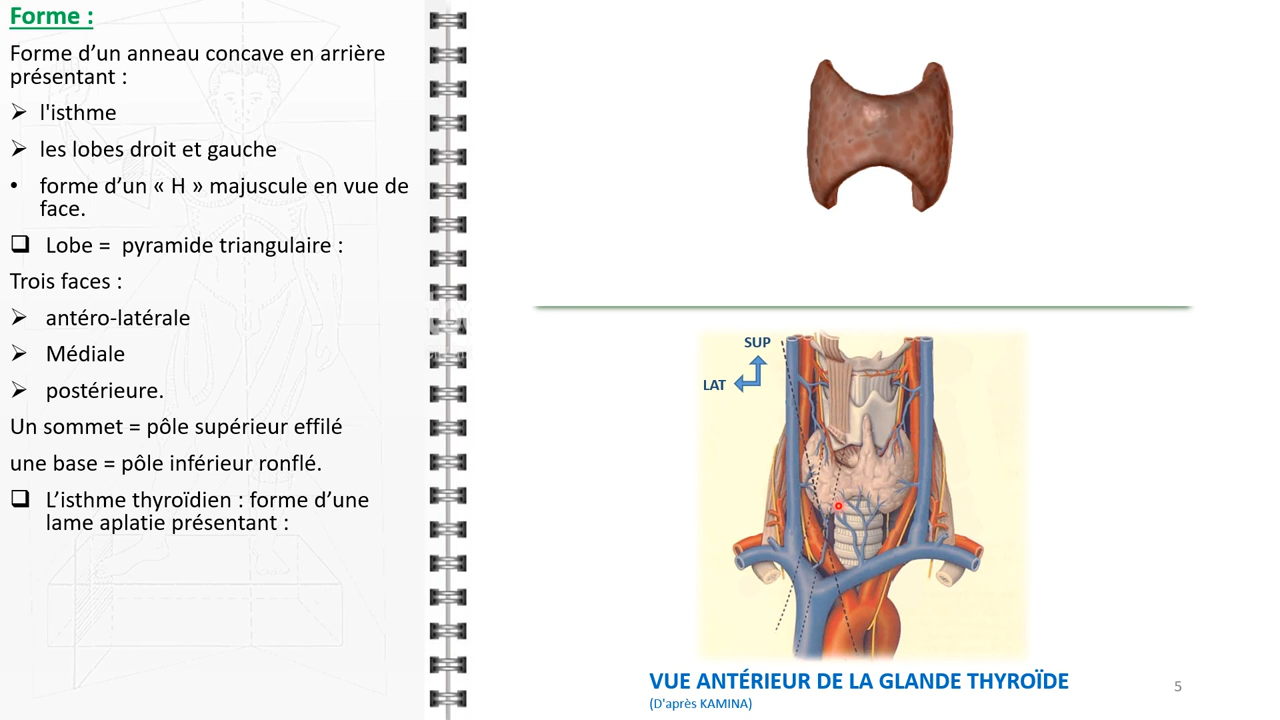 Forme :
Forme d’un anneau concave en arrière
présentant :
➢ l'isthme
➢ les lobes droit et gauche
• forme d’un « H » majuscule en vue de
face.
❑ Lobe = pyramide triangulaire :
Trois faces :
➢ antéro-latérale
➢ Médiale
➢ postérieure.
Un sommet = pôle supérieur effilé
une base = pôle inférieur ronflé.
❑ L’isthme thyroïdien : forme d’une
lame aplatie présentant :
SUP
LAT
VUE ANTÉRIEUR DE LA GLANDE THYROÏDE
(D'après KAMINA)
5